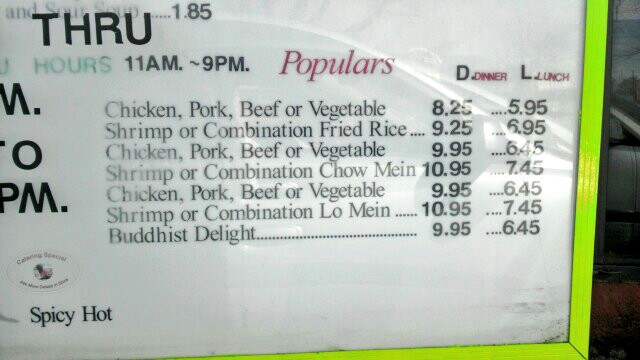 and Sour Soup.....1.85
THRU
HOURS 11AM. ~9PM.
Populars
D.DINNER L.LUNCH
M.
TO
PM.
Chicken, Pork, Beef or Vegetable 8.25 ....5.95
Shrimp or Combination Fried Rice.... 9.25 ....6.95
Chicken, Pork, Beef or Vegetable 9.95 ....6.45
Shrimp or Combination Chow Mein 10.95 ....7.45
Chicken, Pork, Beef or Vegetable 9.95 ....6.45
Shrimp or Combination Lo Mein ...... 10.95 ....7.45
Buddhist Delight...................................... 9.95 ....6.45
Catering Special
Spicy Hot